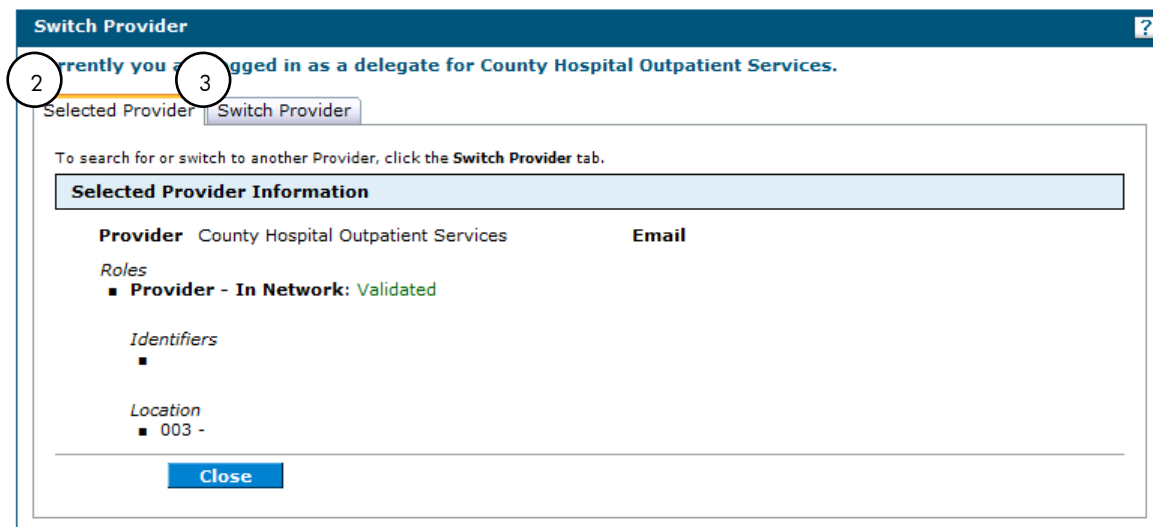 Switch Provider
?
rrently you a gged in as a delegate for County Hospital Outpatient Services.
2
3
Selected Provider
Switch Provider
To search for or switch to another Provider, click the Switch Provider tab.
Selected Provider Information
Provider County Hospital Outpatient Services Email
Roles
■ Provider - In Network: Validated
Identifiers
■
Location
■ 003 -
Close